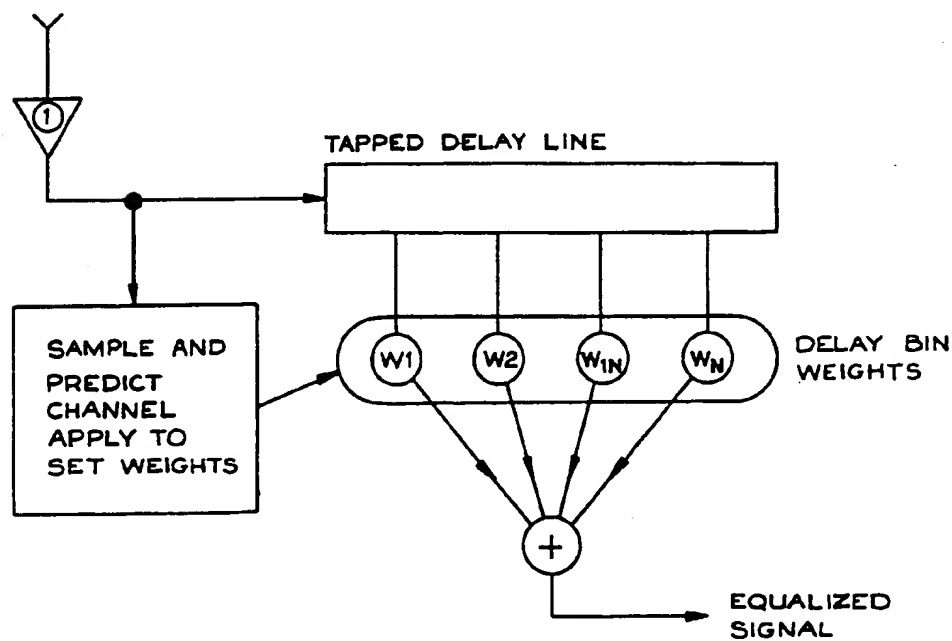 1
TAPPED DELAY LINE
SAMPLE AND
PREDICT
CHANNEL
APPLY TO
SET WEIGHTS
W1 W2 W1N WN
DELAY BIN
WEIGHTS
+
EQUALIZED
SIGNAL